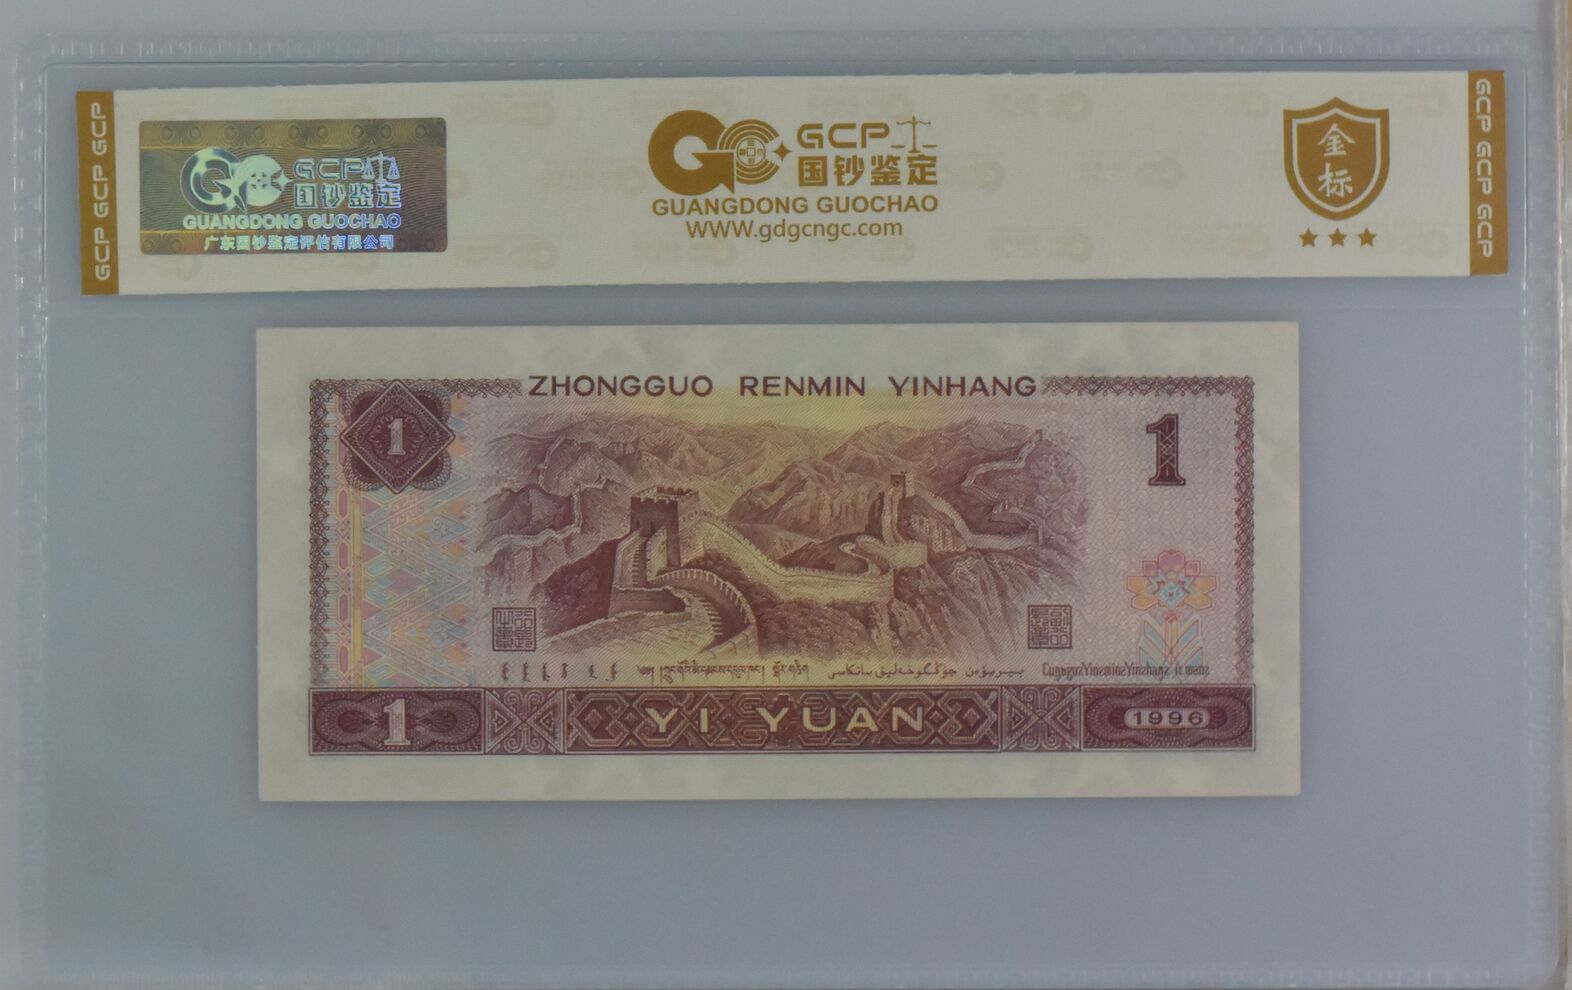 GCP GCP GCP
GCP
国钞鉴定
GUANGDONG GUOCHAO
广东国钞鉴定评估有限公司
GCP
国钞鉴定
GUANGDONG GUOCHAO
WWW.gdgcngc.com
金标
GCP GCP GCP
ZHONGGUO RENMIN YINHANG
1
1
1
YI YUAN
1996